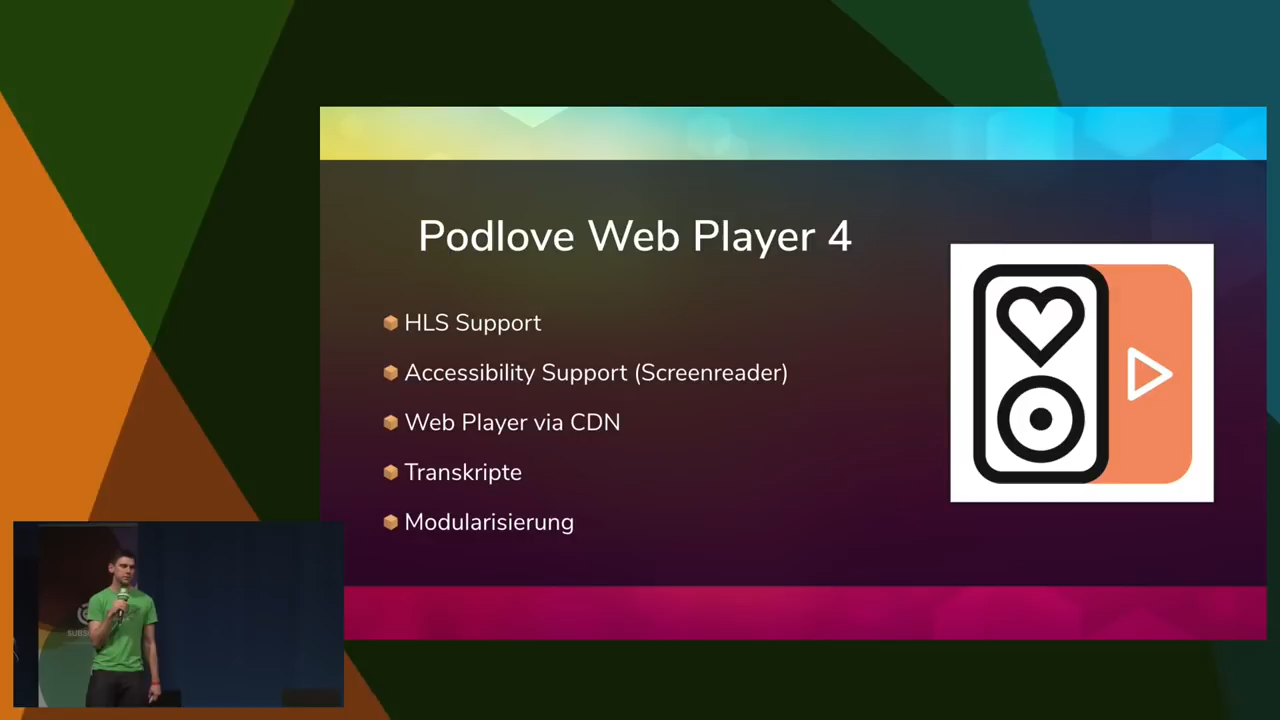 Podlove Web Player 4
HLS Support
Accessibility Support (Screenreader)
Web Player via CDN
Transkripte
Modularisierung